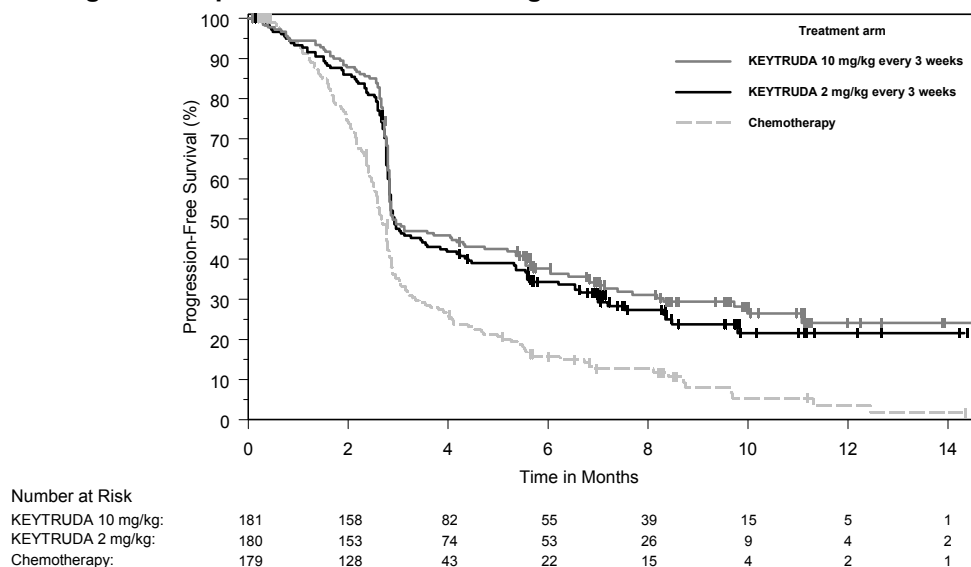 Treatment arm
KEYTRUDA 10 mg/kg every 3 weeks
KEYTRUDA 2 mg/kg every 3 weeks
Chemotherapy
Progression-Free Survival (%)
100
90
80
70
60
50
40
30
20
10
0
0 2 4 6 8 10 12 14
Time in Months
Number at Risk
KEYTRUDA 10 mg/kg: 181 158 82 55 39 15 5 1
KEYTRUDA 2 mg/kg: 180 153 74 53 26 9 4 2
Chemotherapy: 179 128 43 22 15 4 2 1